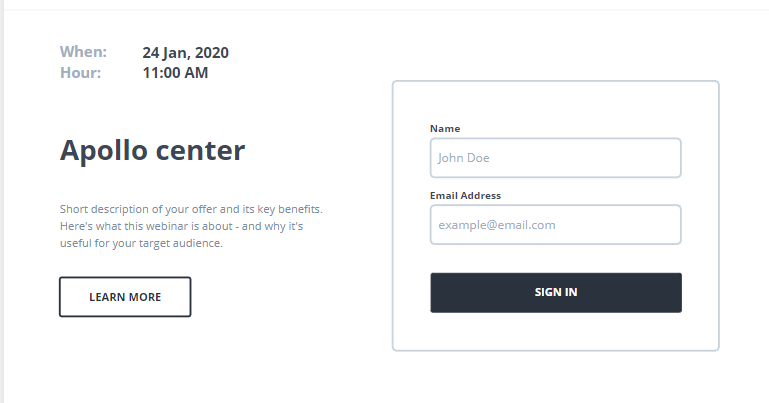 When: 24 Jan, 2020
Hour: 11:00 AM
Apollo center
Short description of your offer and its key benefits.
Here's what this webinar is about - and why it's
useful for your target audience.
LEARN MORE
Name
John Doe
Email Address
example@email.com
SIGN IN